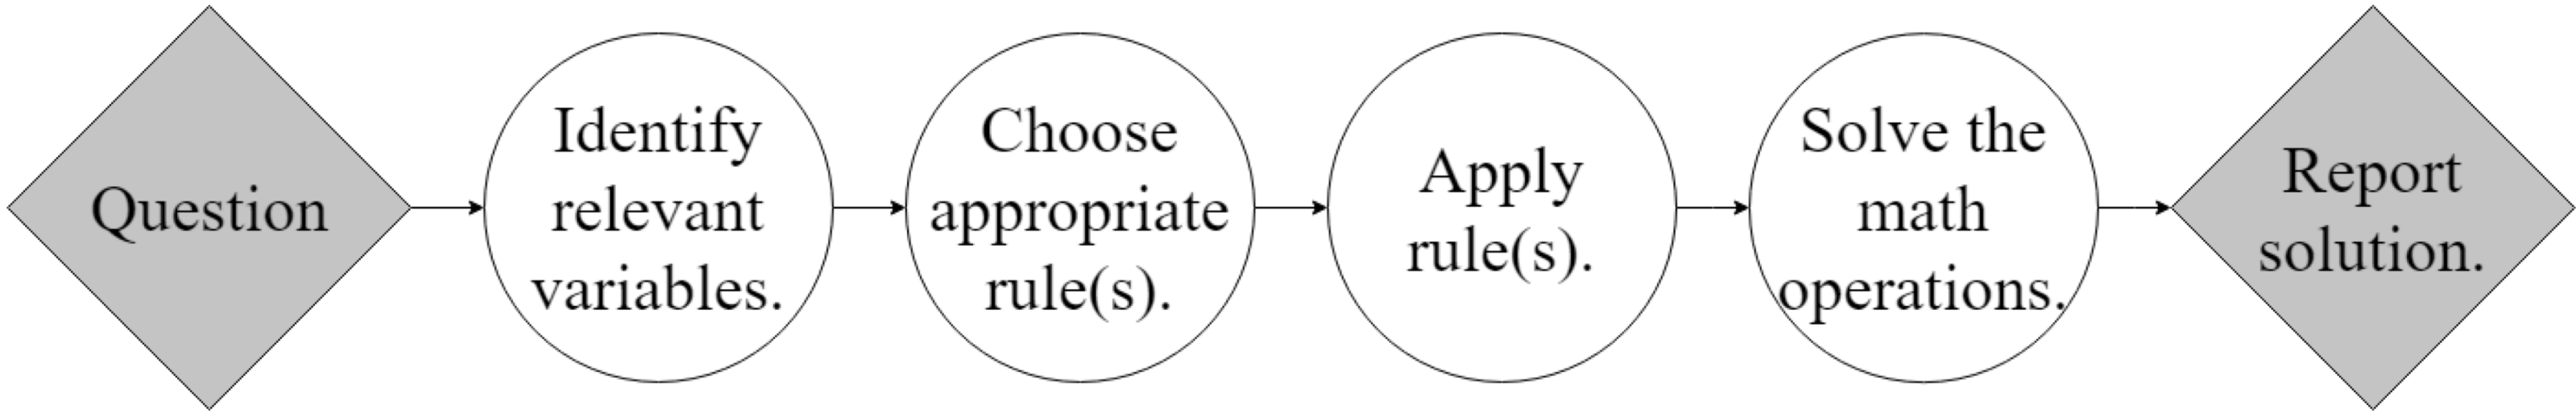 Question
Identify
relevant
variables.
Choose
appropriate
rule(s).
Apply
rule(s).
Solve the
math
operations.
Report
solution.